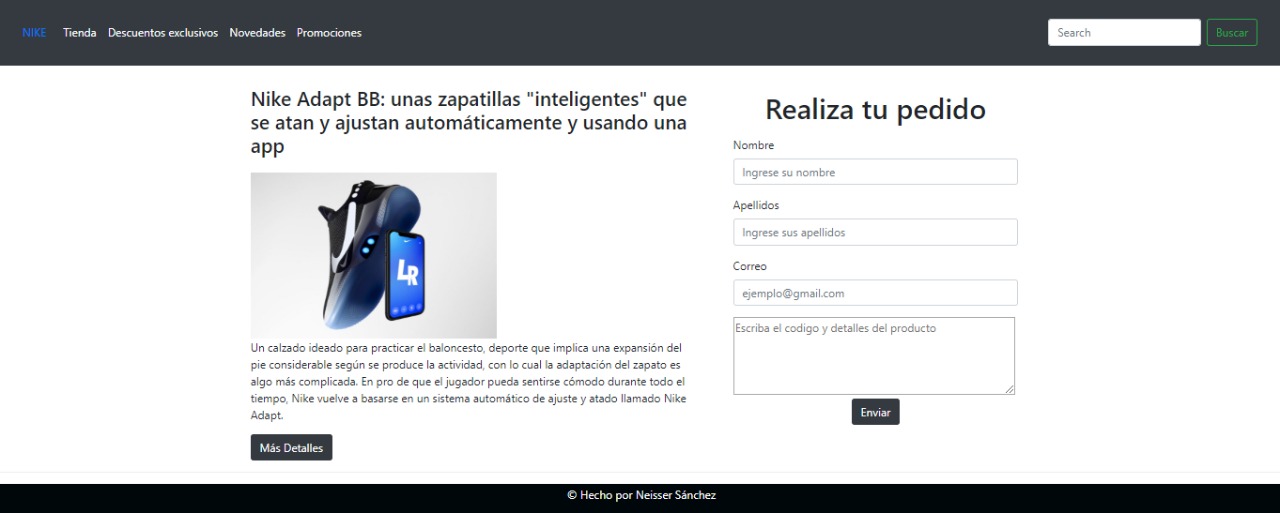 NIKE Tienda Descuentos exclusivos Novedades Promociones Search Buscar
Nike Adapt BB: unas zapatillas "inteligentes" que
se atan y ajustan automáticamente y usando una
app
LR
Un calzado ideado para practicar el baloncesto, deporte que implica una expansión del
pie considerable según se produce la actividad, con lo cual la adaptación del zapato es
algo más complicada. En pro de que el jugador pueda sentirse cómodo durante todo el
tiempo, Nike vuelve a basarse en un sistema automático de ajuste y atado llamado Nike
Adapt.
Más Detalles
Realiza tu pedido
Nombre
Ingrese su nombre
Apellidos
Ingrese sus apellidos
Correo
ejemplo@gmail.com
Escriba el codigo y detalles del producto
Enviar
© Hecho por Neisser Sánchez